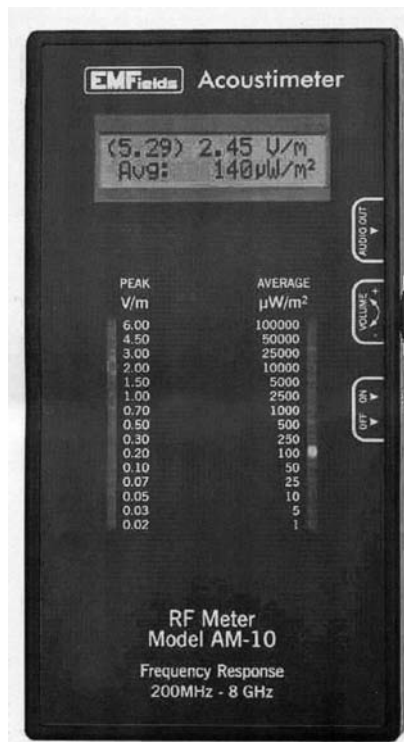 EMFields Acoustimeter
(5.29) 2.45 V/m
Avg: 140µW/m²
AUDIO OUT
PEAK AVERAGE
V/m µW/m²
VOLUME
- +
6.00 100000
4.50 50000
3.00 25000
2.00 10000
1.50 5000
1.00 2500
0.70 1000
0.50 500
0.30 250
0.20 100
0.10 50
0.07 25
0.05 10
0.03 5
0.02 1
OFF ON
RF Meter
Model AM-10
Frequency Response
200MHz - 8 GHz